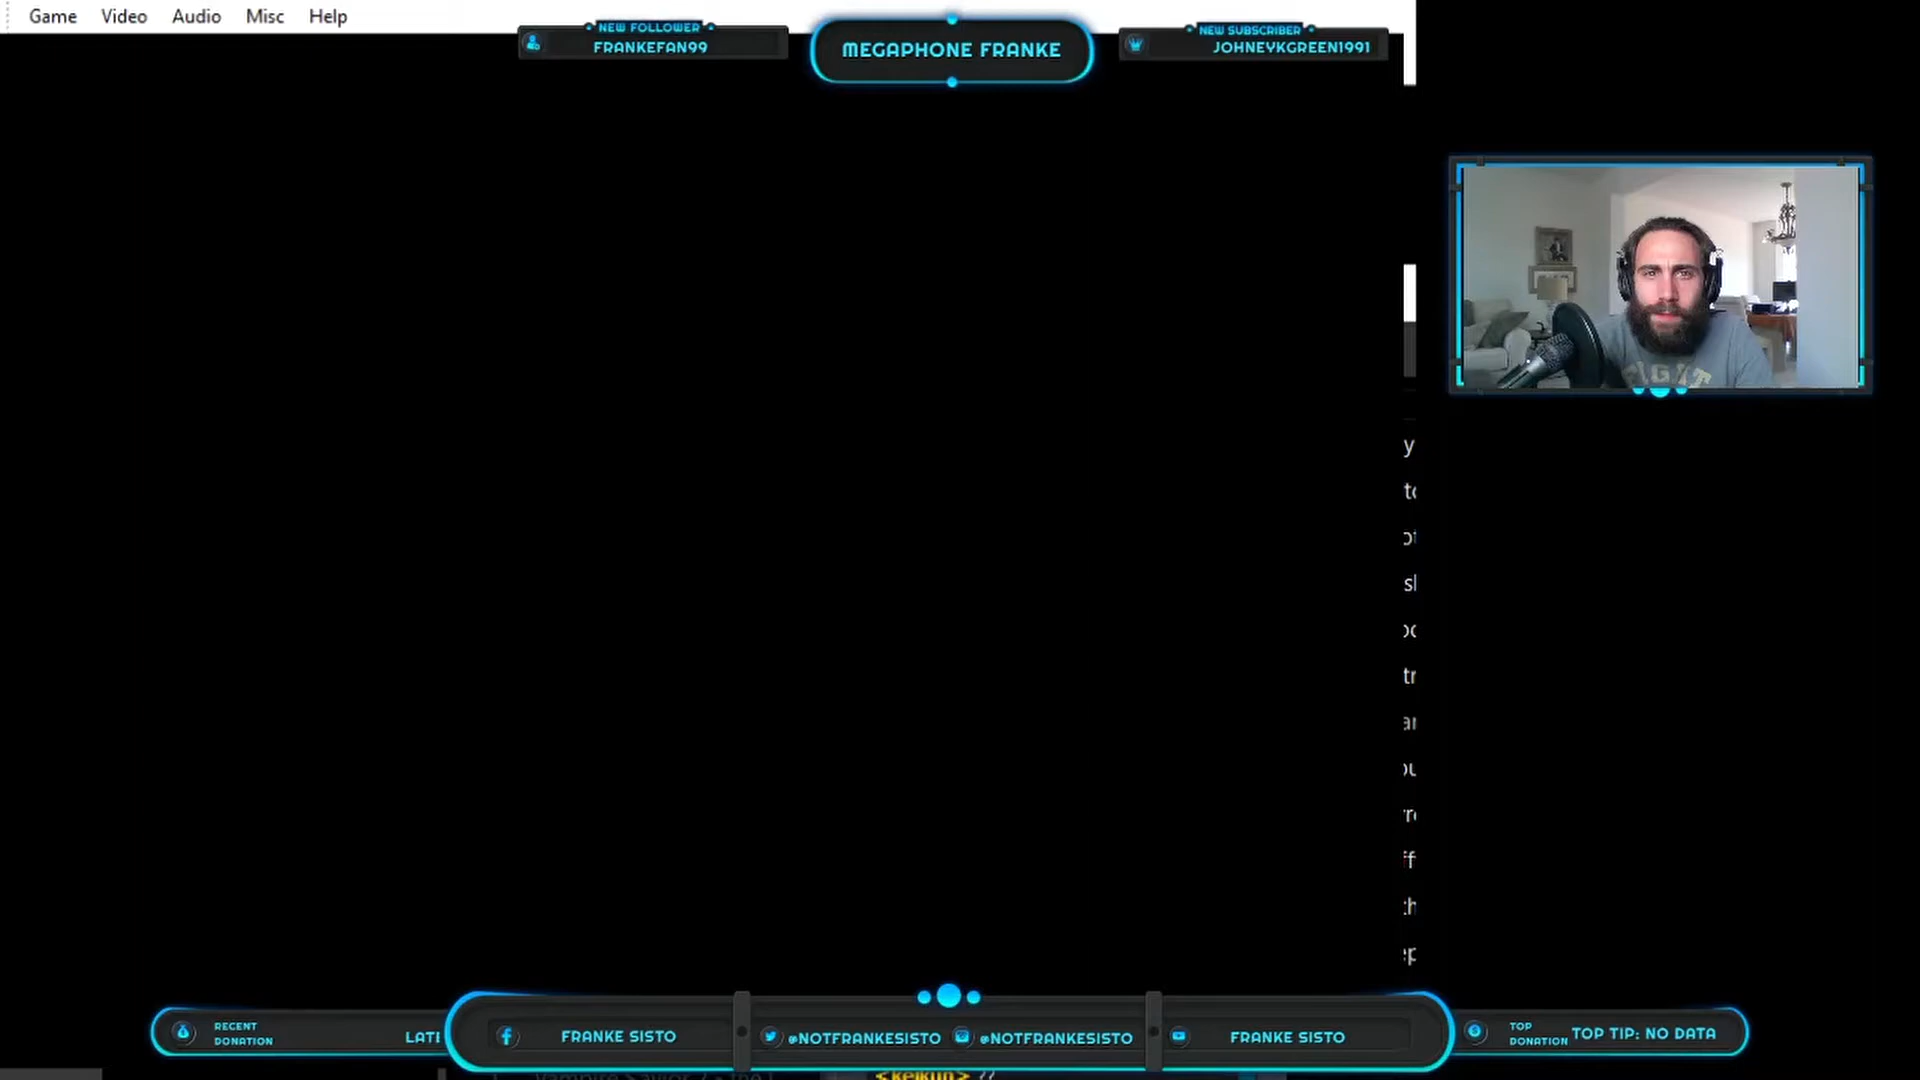 Game Video Audio Misc Help
NEW FOLLOWER
FRANKEFAN99
MEGAPHONE FRANKE
NEW SUBSCRIBER
JOHNEYKGREEN1991
FIGHT
RECENT
DONATION
FRANKE SISTO
@NOTFRANKESISTO
@NOTFRANKESISTO
FRANKE SISTO
TOP
DONATION
TOP TIP: NO DATA